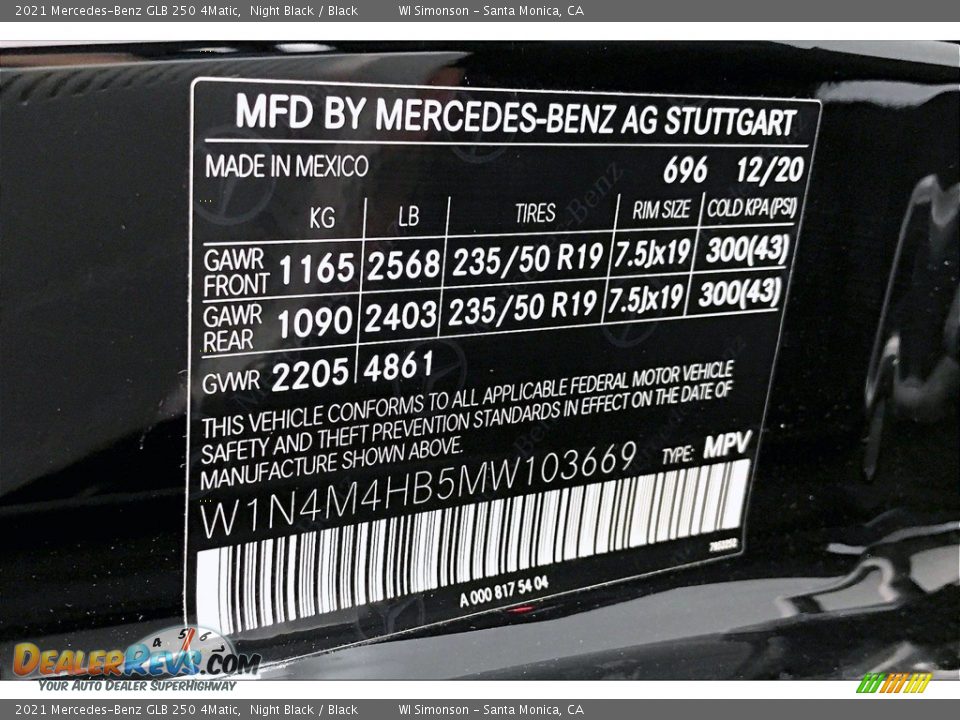 2021 Mercedes-Benz GLB 250 4Matic, Night Black / Black WI Simonson - Santa Monica, CA
MFD BY MERCEDES-BENZ AG STUTTGART
MADE IN MEXICO 696 12/20
KG LB TIRES RIM SIZE COLD KPA(PSI)
GAWR FRONT 1165 2568 235/50 R19 7.5Jx19 300(43)
GAWR REAR 1090 2403 235/50 R19 7.5Jx19 300(43)
GVWR 2205 4861
THIS VEHICLE CONFORMS TO ALL APPLICABLE FEDERAL MOTOR VEHICLE
SAFETY AND THEFT PREVENTION STANDARDS IN EFFECT ON THE DATE OF
MANUFACTURE SHOWN ABOVE.
W1N4M4HB5MW103669 TYPE: MPV
A 000 817 54 04
4 5 6
DEALERREVS.COM
YOUR AUTO DEALER SUPERHIGHWAY
2021 Mercedes-Benz GLB 250 4Matic, Night Black / Black WI Simonson - Santa Monica, CA